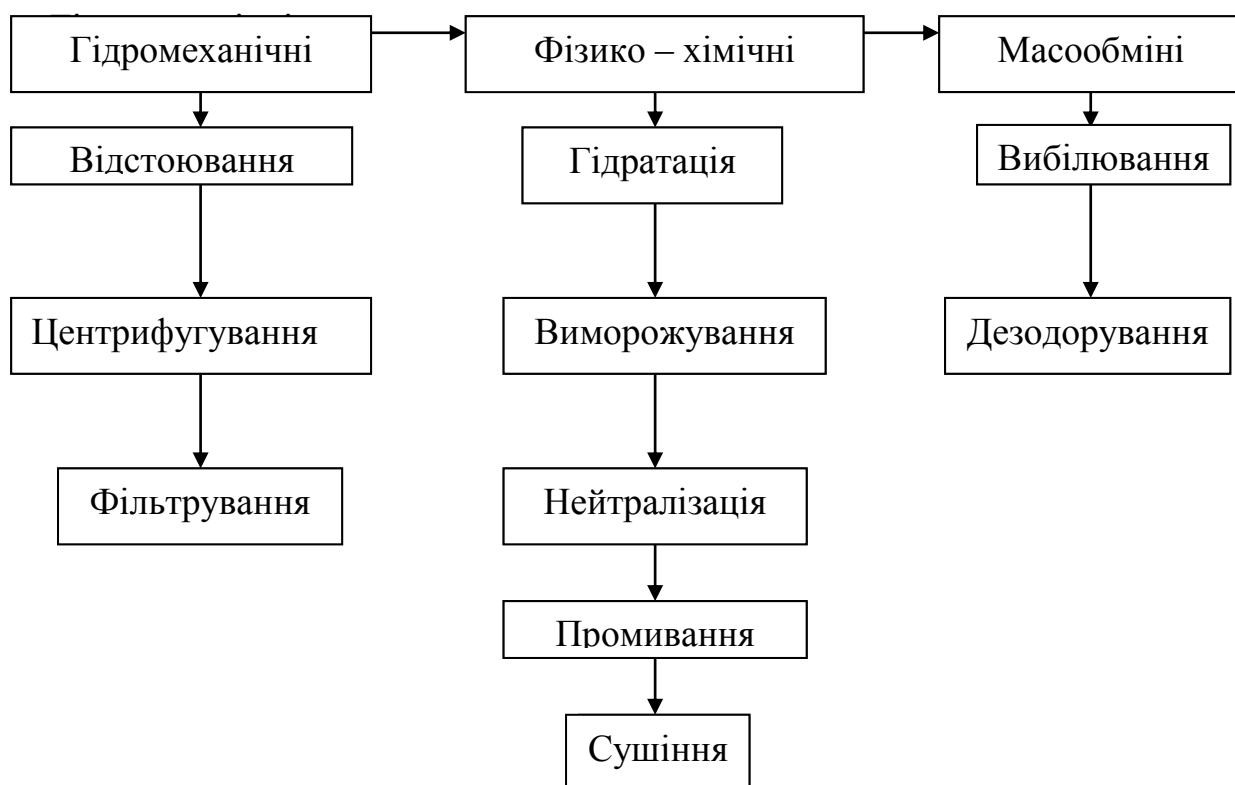 Гідромеханічні
Фізико – хімічні
Масообміні
Відстоювання
Гідратація
Вибілювання
Центрифугування
Виморожування
Дезодорування
Фільтрування
Нейтралізація
Промивання
Сушіння